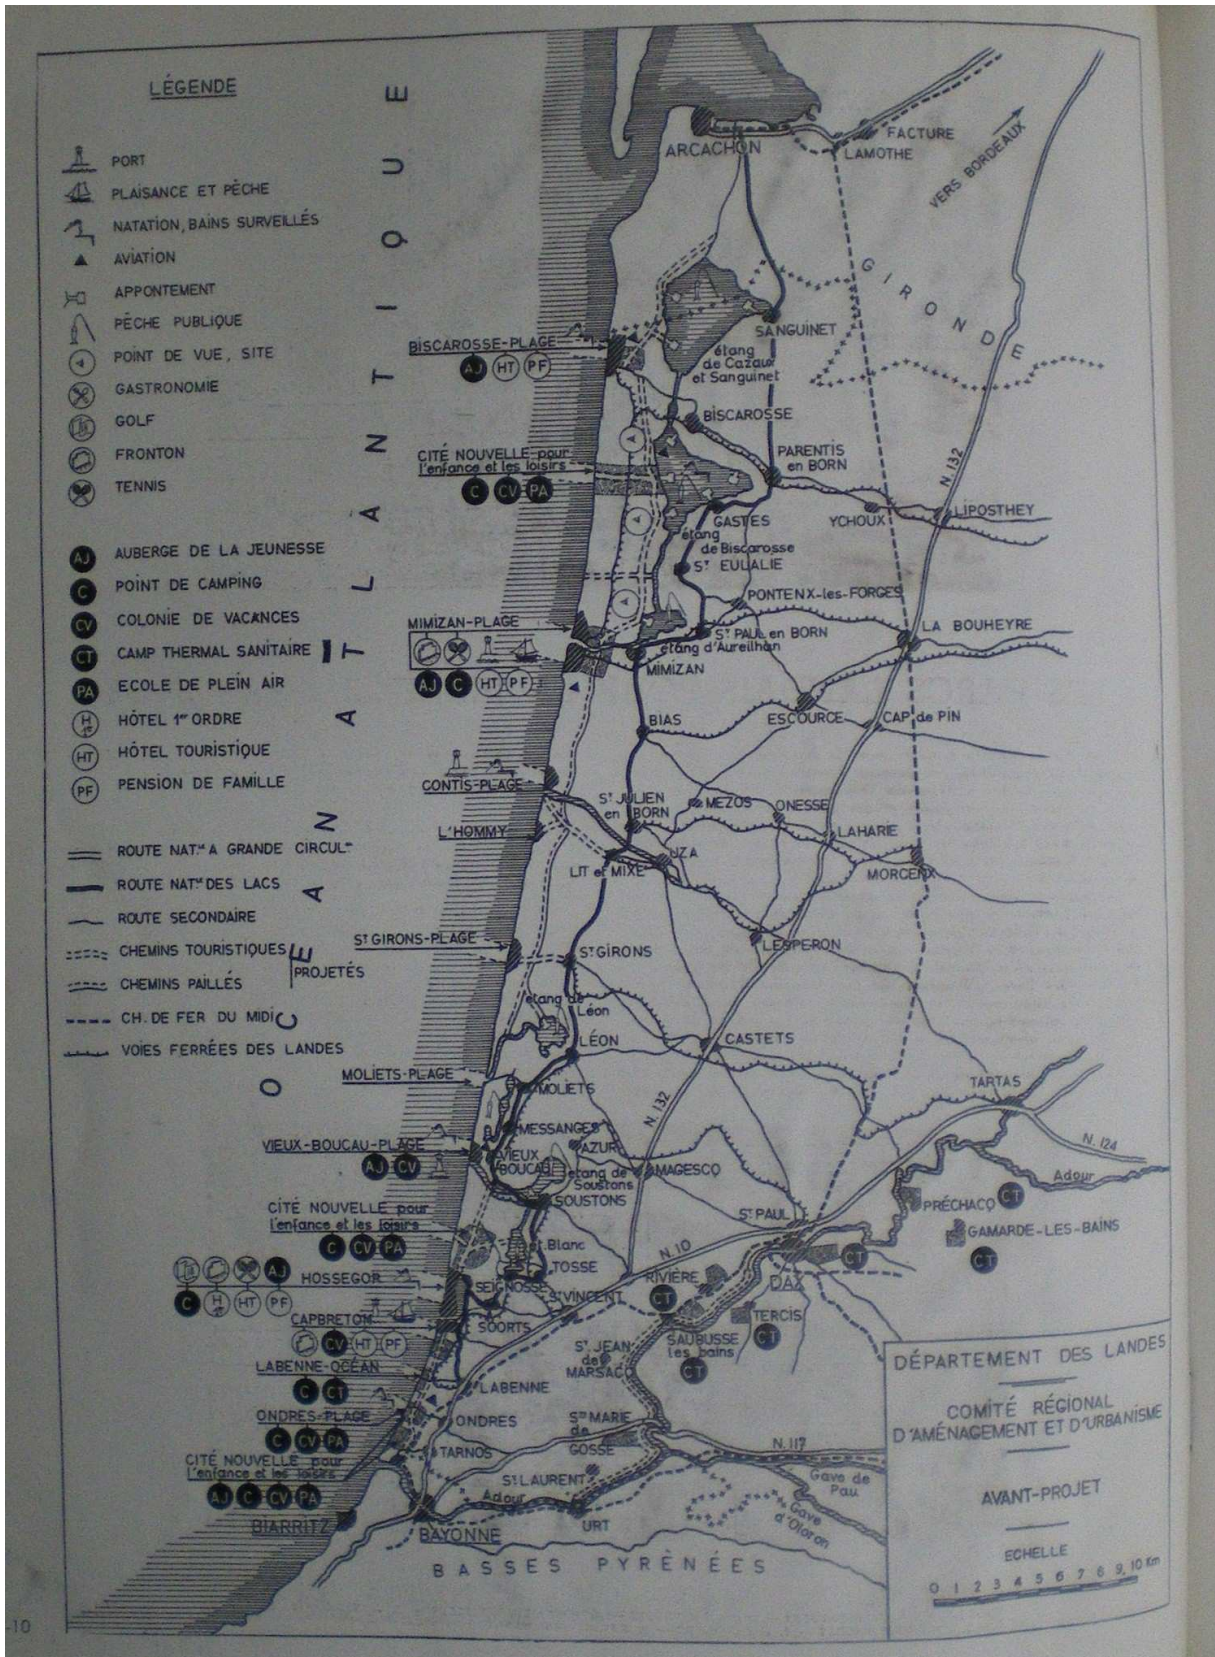 LÉGENDE
PORT
PLAISANCE ET PÊCHE
NATATION, BAINS SURVEILLÉS
AVIATION
APPONTEMENT
PÊCHE PUBLIQUE
POINT DE VUE, SITE
GASTRONOMIE
GOLF
FRONTON
TENNIS
AJ AUBERGE DE LA JEUNESSE
C POINT DE CAMPING
CV COLONIE DE VACANCES
CT CAMP THERMAL SANITAIRE
PA ECOLE DE PLEIN AIR
H 1er HÔTEL 1er ORDRE
HT HÔTEL TOURISTIQUE
PF PENSION DE FAMILLE
ROUTE NATle A GRANDE CIRCULon
ROUTE NATle DES LACS
ROUTE SECONDAIRE
CHEMINS TOURISTIQUES
PROJETÉS
CHEMINS PAILLÉS
CH. DE FER DU MIDI
VOIES FERRÉES DES LANDES
OCEAN ATLANTIQUE
ARCACHON
FACTURE
LAMOTHE
VERS BORDEAUX
GIRONDE
SANGUINET
BISCAROSSE-PLAGE
AJ HT PF
étang
de Cazaux
et Sanguinet
BISCAROSSE
CITÉ NOUVELLE pour
l'enfance et les loisirs
C CV PA
PARENTIS
en BORN
N. 132
GASTES
YCHOUX
LIPOSTHEY
étang
de Biscarosse
St EULALIE
PONTENX-les-FORGES
MIMIZAN-PLAGE
AJ C HT PF
St PAUL en BORN
étang d'Aureilhan
MIMIZAN
LA BOUHEYRE
BIAS
ESCOURCE
CAP de PIN
CONTIS-PLAGE
St JULIEN
en BORN
MEZOS
ONESSE
L'HOMMY
LAHARIE
UZA
LIT et MIXE
MORCENX
St GIRONS-PLAGE
St GIRONS
LESPERON
étang de
Léon
LÉON
CASTETS
MOLIETS-PLAGE
MOLIETS
TARTAS
N. 132
MESSANGES
N. 124
VIEUX-BOUCAU-PLAGE
AJ CV
VIEUX
BOUCAU
AZUR
étang de
Soustons
MAGESCQ
Adour
SOUSTONS
PRÉCHACQ CT
St PAUL
GAMARDE-LES-BAINS
CT
CITÉ NOUVELLE pour
l'enfance et les loisirs
C CV PA
Blanc
TOSSE
N. 10
CT
DAX
HOSSEGOR
AJ
C H 1er HT PF
SEIGNOSSE
St VINCENT
RIVIÈRE
CT
CAPBRETON
CV HT PF
SOORTS
TERCIS
CT
SAUBUSSE
les bains
CT
St JEAN
de
MARSACQ
LABENNE-OCÉAN
C CT
LABENNE
ONDRES-PLAGE
C CV PA
ONDRES
Ste MARIE
de
GOSSE
TARNOS
N. 117
CITÉ NOUVELLE pour
l'enfance et les loisirs
AJ C CV PA
St LAURENT
Gave de
Pau
Adour
Gave
d'Oloron
BIARRITZ
BAYONNE
URT
BASSES PYRÈNÉES
DÉPARTEMENT DES LANDES
COMITÉ RÉGIONAL
D'AMÉNAGEMENT ET D'URBANISME
AVANT-PROJET
ECHELLE
0 1 2 3 4 5 6 7 8 9 10 Km
-10